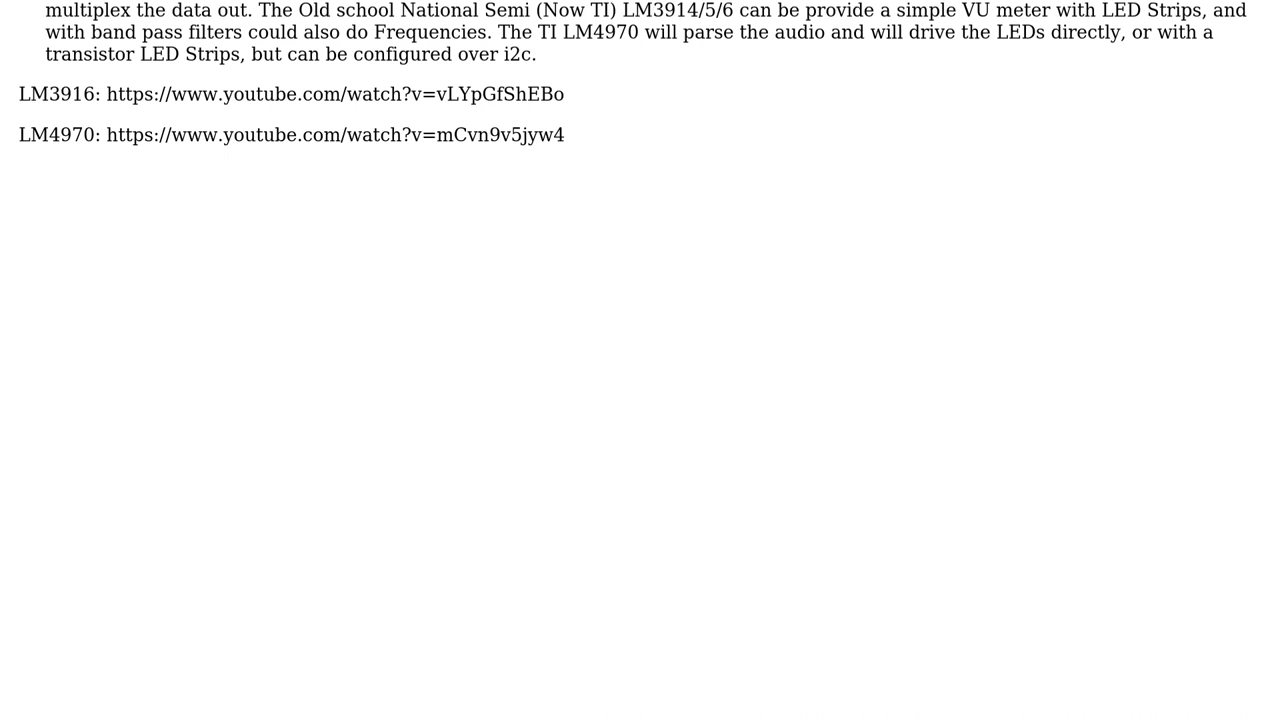 multiplex the data out. The Old school National Semi (Now TI) LM3914/5/6 can be provide a simple VU meter with LED Strips, and
with band pass filters could also do Frequencies. The TI LM4970 will parse the audio and will drive the LEDs directly, or with a
transistor LED Strips, but can be configured over i2c.
LM3916: https://www.youtube.com/watch?v=vLYpGfShEBo
LM4970: https://www.youtube.com/watch?v=mCvn9v5jyw4